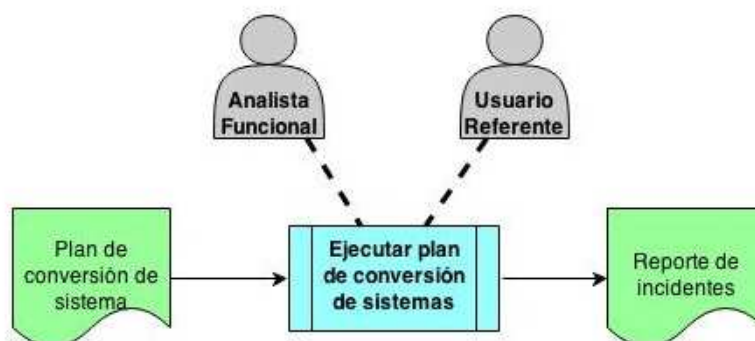 Analista
Funcional
Usuario
Referente
Plan de
conversión de
sistema
Ejecutar plan
de conversión
de sistemas
Reporte de
incidentes